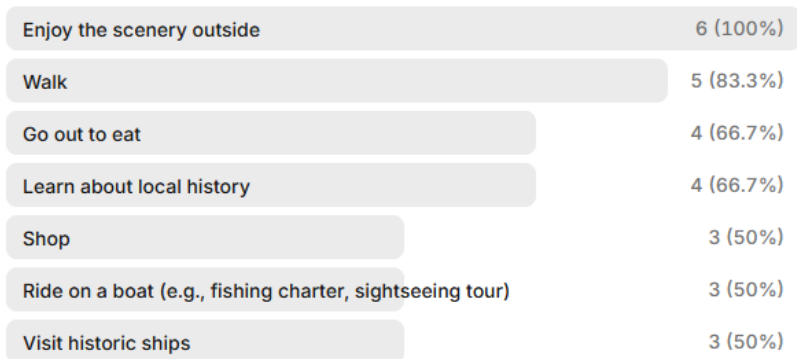 Enjoy the scenery outside 6 (100%)
Walk 5 (83.3%)
Go out to eat 4 (66.7%)
Learn about local history 4 (66.7%)
Shop 3 (50%)
Ride on a boat (e.g., fishing charter, sightseeing tour) 3 (50%)
Visit historic ships 3 (50%)